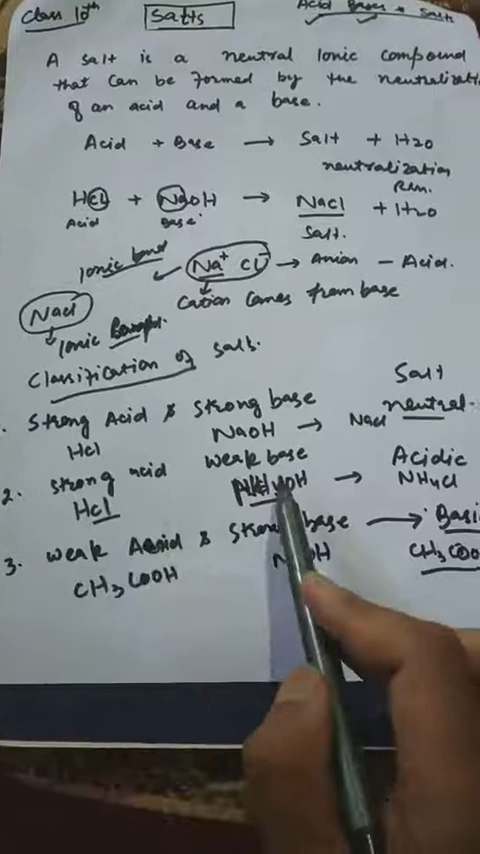 Class 10th
Salts
Acid Bases & Salts
A salt is a neutral Ionic compound
that can be formed by the neutralizati
of an acid and a base.
Acid + Base → Salt + H2O
neutralization
Rxn.
HCl + NaOH → NaCl + H2O
Acid Base Salt.
Ionic bond Na+ Cl- → Anion - Acid.
NaCl Cation Comes from base
Ionic
Classification of Salts.
Salt
1. Strong Acid & Strong base → NaCl neutral.
HCl NaOH
2. Strong acid weak base → Acidic
HCl NH4OH NH4Cl
3. weak Acid & Strong base → Basi
CH3COOH CH3COO